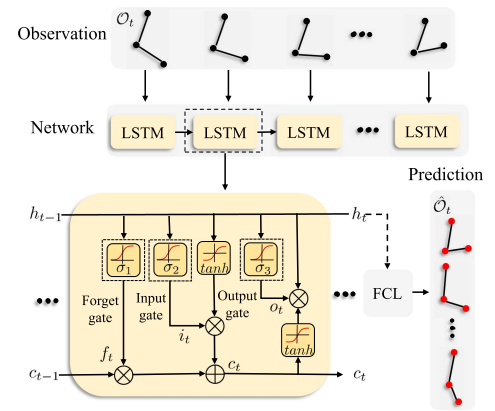 Observation
𝒪_t
Network
LSTM
LSTM
LSTM
LSTM
Prediction
Ô_t
h_{t-1}
h_t
σ_1
σ_2
tanh
σ_3
FCL
Forget gate
Input gate
Output gate
o_t
i_t
tanh
f_t
c_{t-1}
c_t
c_t